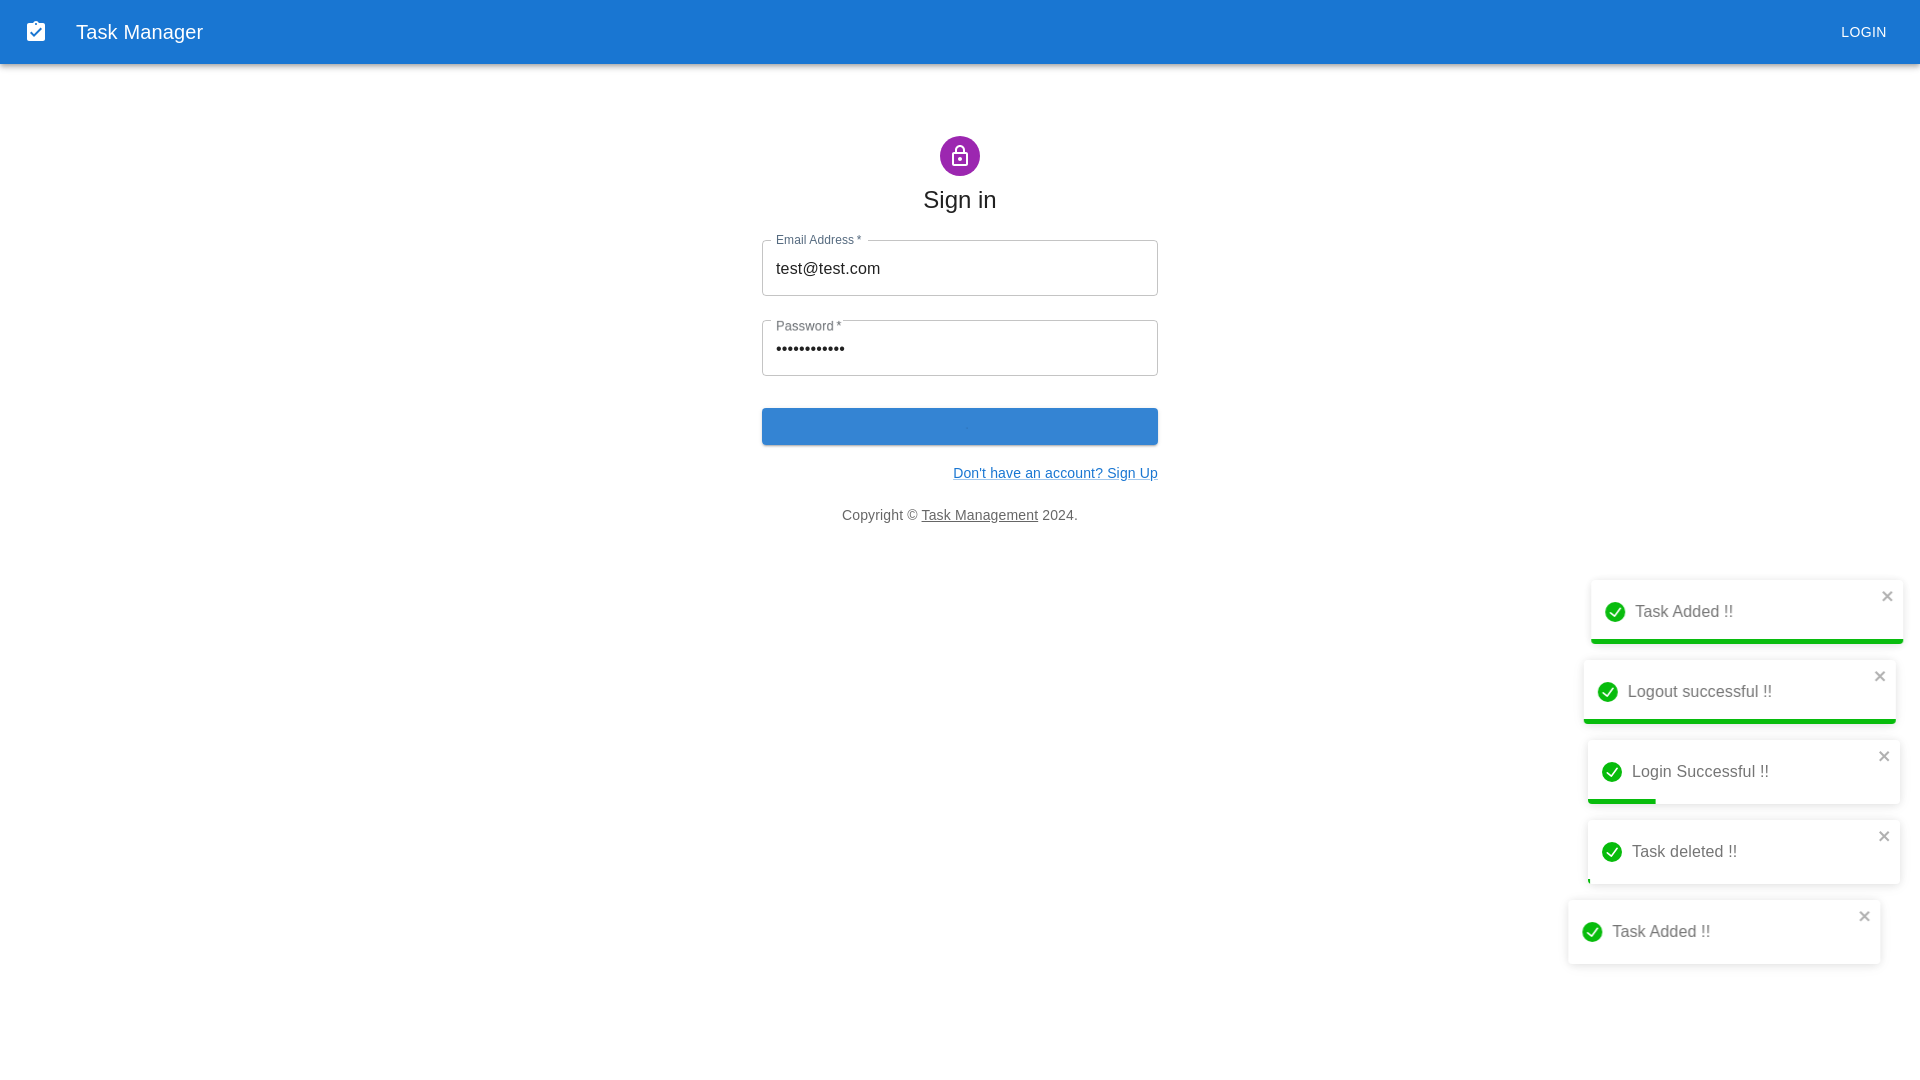 Task Manager
LOGIN
Sign in
Email Address *
test@test.com
Password *
••••••••••••
Don't have an account? Sign Up
Copyright © Task Management 2024.
Task Added !!
Logout successful !!
Login Successful !!
Task deleted !!
Task Added !!